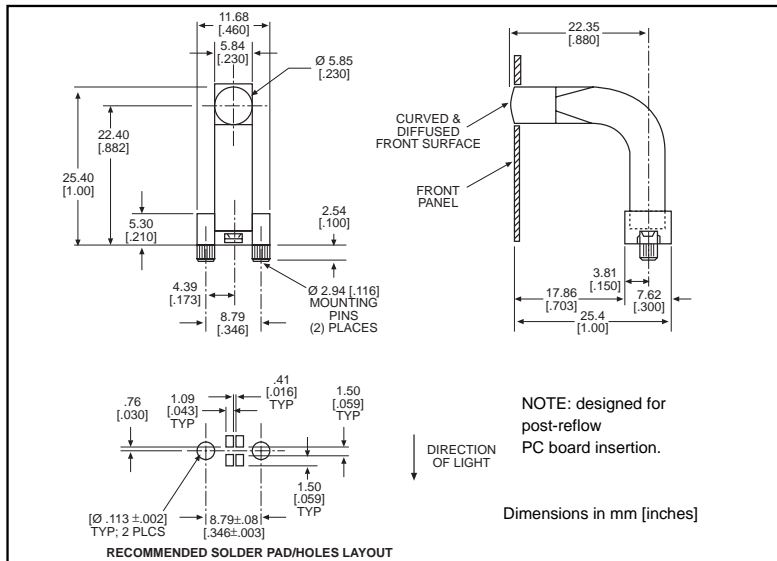 11.68
[.460]
5.84
[.230]
Ø 5.85
[.230]
22.40
[.882]
25.40
[1.00]
5.30
[.210]
2.54
[.100]
4.39
[.173]
8.79
[.346]
Ø 2.94 [.116]
MOUNTING
PINS
(2) PLACES
22.35
[.880]
CURVED &
DIFFUSED
FRONT SURFACE
FRONT
PANEL
3.81
[.150]
17.86
[.703]
7.62
[.300]
25.4
[1.00]
.76
[.030]
1.09
[.043]
TYP
.41
[.016]
TYP
1.50
[.059]
TYP
1.50
[.059]
TYP
DIRECTION
OF LIGHT
[Ø .113 ±.002]
TYP; 2 PLCS
8.79±.08
[.346±.003]
RECOMMENDED SOLDER PAD/HOLES LAYOUT
NOTE: designed for
post-reflow
PC board insertion.
Dimensions in mm [inches]